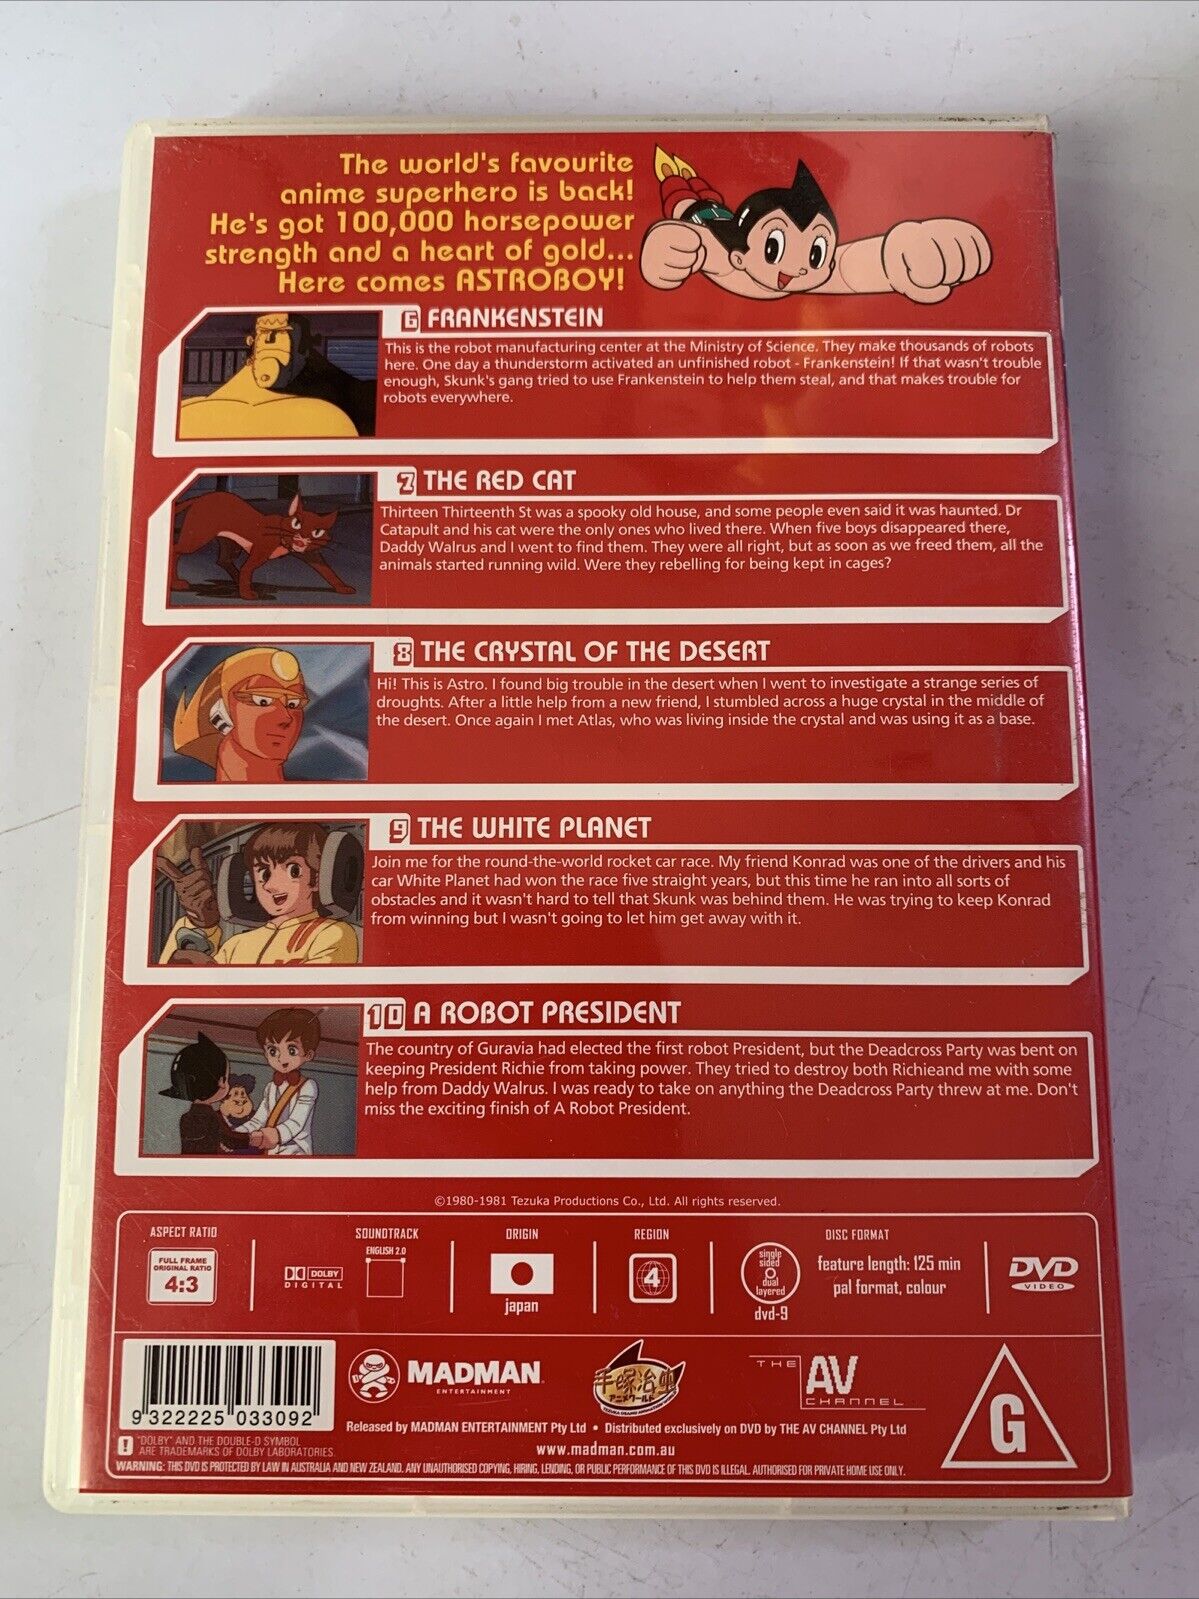 The world's favourite
anime superhero is back!
He's got 100,000 horsepower
strength and a heart of gold...
Here comes ASTROBOY!
6 FRANKENSTEIN
This is the robot manufacturing center at the Ministry of Science. They make thousands of robots
here. One day a thunderstorm activated an unfinished robot - Frankenstein! If that wasn't trouble
enough, Skunk's gang tried to use Frankenstein to help them steal, and that makes trouble for
robots everywhere.
7 THE RED CAT
Thirteen Thirteenth St was a spooky old house, and some people even said it was haunted. Dr
Catapult and his cat were the only ones who lived there. When five boys disappeared there,
Daddy Walrus and I went to find them. They were all right, but as soon as we freed them, all the
animals started running wild. Were they rebelling for being kept in cages?
8 THE CRYSTAL OF THE DESERT
Hi! This is Astro. I found big trouble in the desert when I went to investigate a strange series of
droughts. After a little help from a new friend, I stumbled across a huge crystal in the middle of
the desert. Once again I met Atlas, who was living inside the crystal and was using it as a base.
9 THE WHITE PLANET
Join me for the round-the-world rocket car race. My friend Konrad was one of the drivers and his
car White Planet had won the race five straight years, but this time he ran into all sorts of
obstacles and it wasn't hard to tell that Skunk was behind them. He was trying to keep Konrad
from winning but I wasn't going to let him get away with it.
10 A ROBOT PRESIDENT
The country of Guravia had elected the first robot President, but the Deadcross Party was bent on
keeping President Richie from taking power. They tried to destroy both Richieand me with some
help from Daddy Walrus. I was ready to take on anything the Deadcross Party threw at me. Don't
miss the exciting finish of A Robot President.
©1980-1981 Tezuka Productions Co., Ltd. All rights reserved.
ASPECT RATIO
FULL FRAME
ORIGINAL RATIO
4:3
DOLBY
DIGITAL
SOUNDTRACK
ENGLISH 2.0
ORIGIN
japan
REGION
4
single
sided
dual
layered
dvd-9
DISC FORMAT
feature length: 125 min
pal format, colour
DVD
VIDEO
9 322225 033092
MADMAN
ENTERTAINMENT
手塚治虫
アニメワールド
TEZUKA OSAMU ANIMATION WORLD
THE AV
CHANNEL
G
Released by MADMAN ENTERTAINMENT Pty Ltd • Distributed exclusively on DVD by THE AV CHANNEL Pty Ltd
www.madman.com.au
! "DOLBY" AND THE DOUBLE-D SYMBOL
ARE TRADEMARKS OF DOLBY LABORATORIES.
WARNING: THIS DVD IS PROTECTED BY LAW IN AUSTRALIA AND NEW ZEALAND. ANY UNAUTHORISED COPYING, HIRING, LENDING, OR PUBLIC PERFORMANCE OF THIS DVD IS ILLEGAL. AUTHORISED FOR PRIVATE HOME USE ONLY.